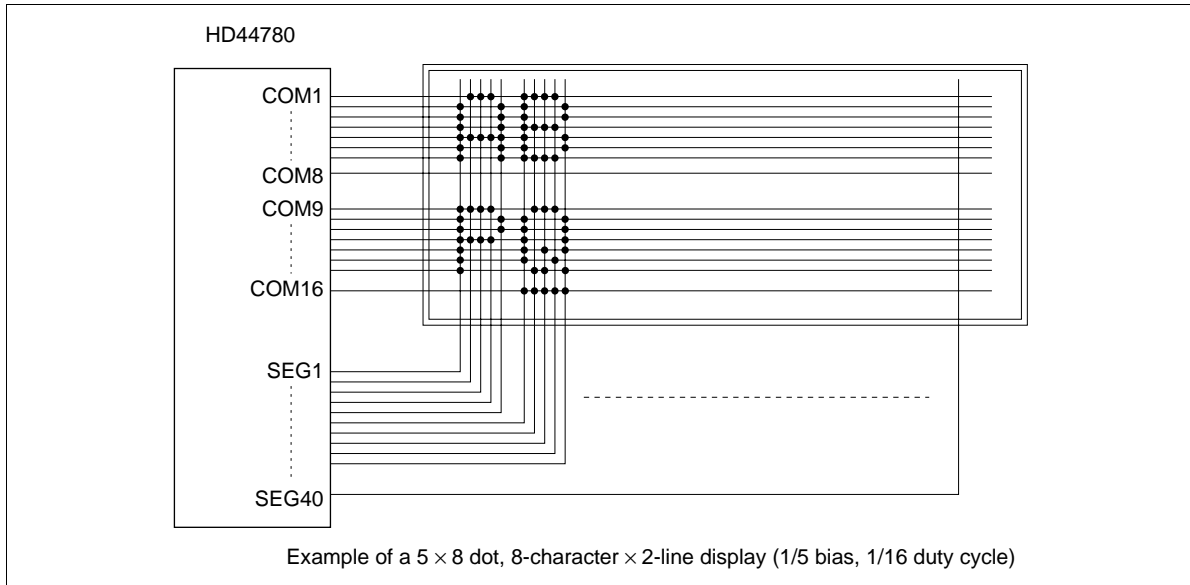 HD44780
COM1
COM8
COM9
COM16
SEG1
SEG40
Example of a 5 × 8 dot, 8-character × 2-line display (1/5 bias, 1/16 duty cycle)